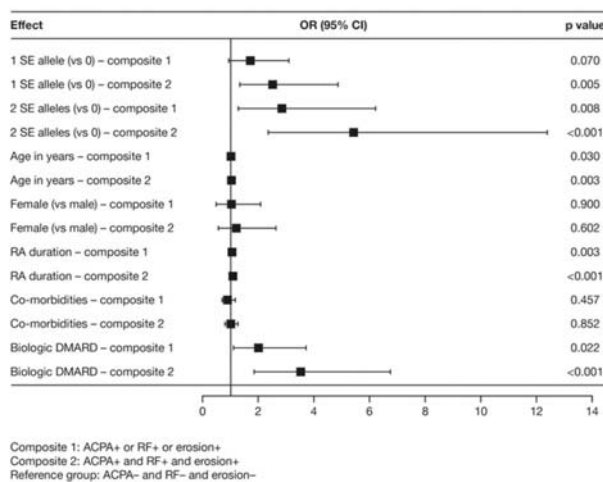 Effect OR (95% CI) p value
1 SE allele (vs 0) – composite 1 0.070
1 SE allele (vs 0) – composite 2 0.005
2 SE alleles (vs 0) – composite 1 0.008
2 SE alleles (vs 0) – composite 2 <0.001
Age in years – composite 1 0.030
Age in years – composite 2 0.003
Female (vs male) – composite 1 0.900
Female (vs male) – composite 2 0.602
RA duration – composite 1 0.003
RA duration – composite 2 <0.001
Co-morbidities – composite 1 0.457
Co-morbidities – composite 2 0.852
Biologic DMARD – composite 1 0.022
Biologic DMARD – composite 2 <0.001
0 2 4 6 8 10 12 14
Composite 1: ACPA+ or RF+ or erosion+
Composite 2: ACPA+ and RF+ and erosion+
Reference group: ACPA– and RF– and erosion–